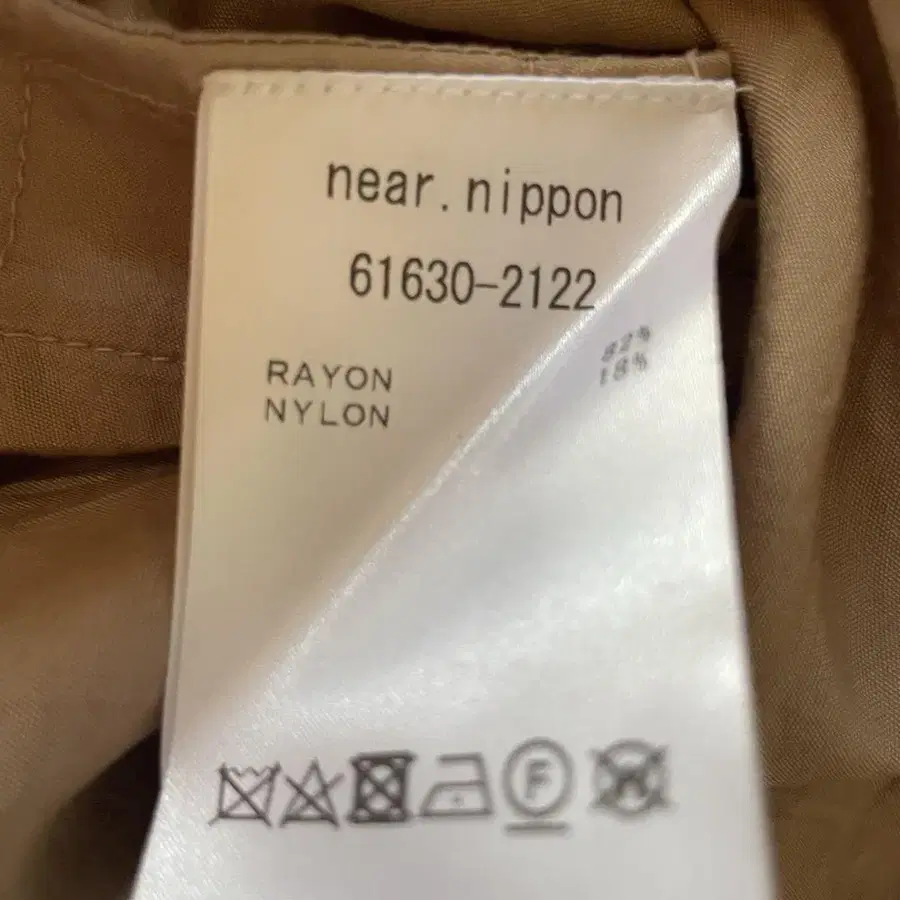 near.nippon
61630-2122
RAYON 82%
NYLON 18%
F